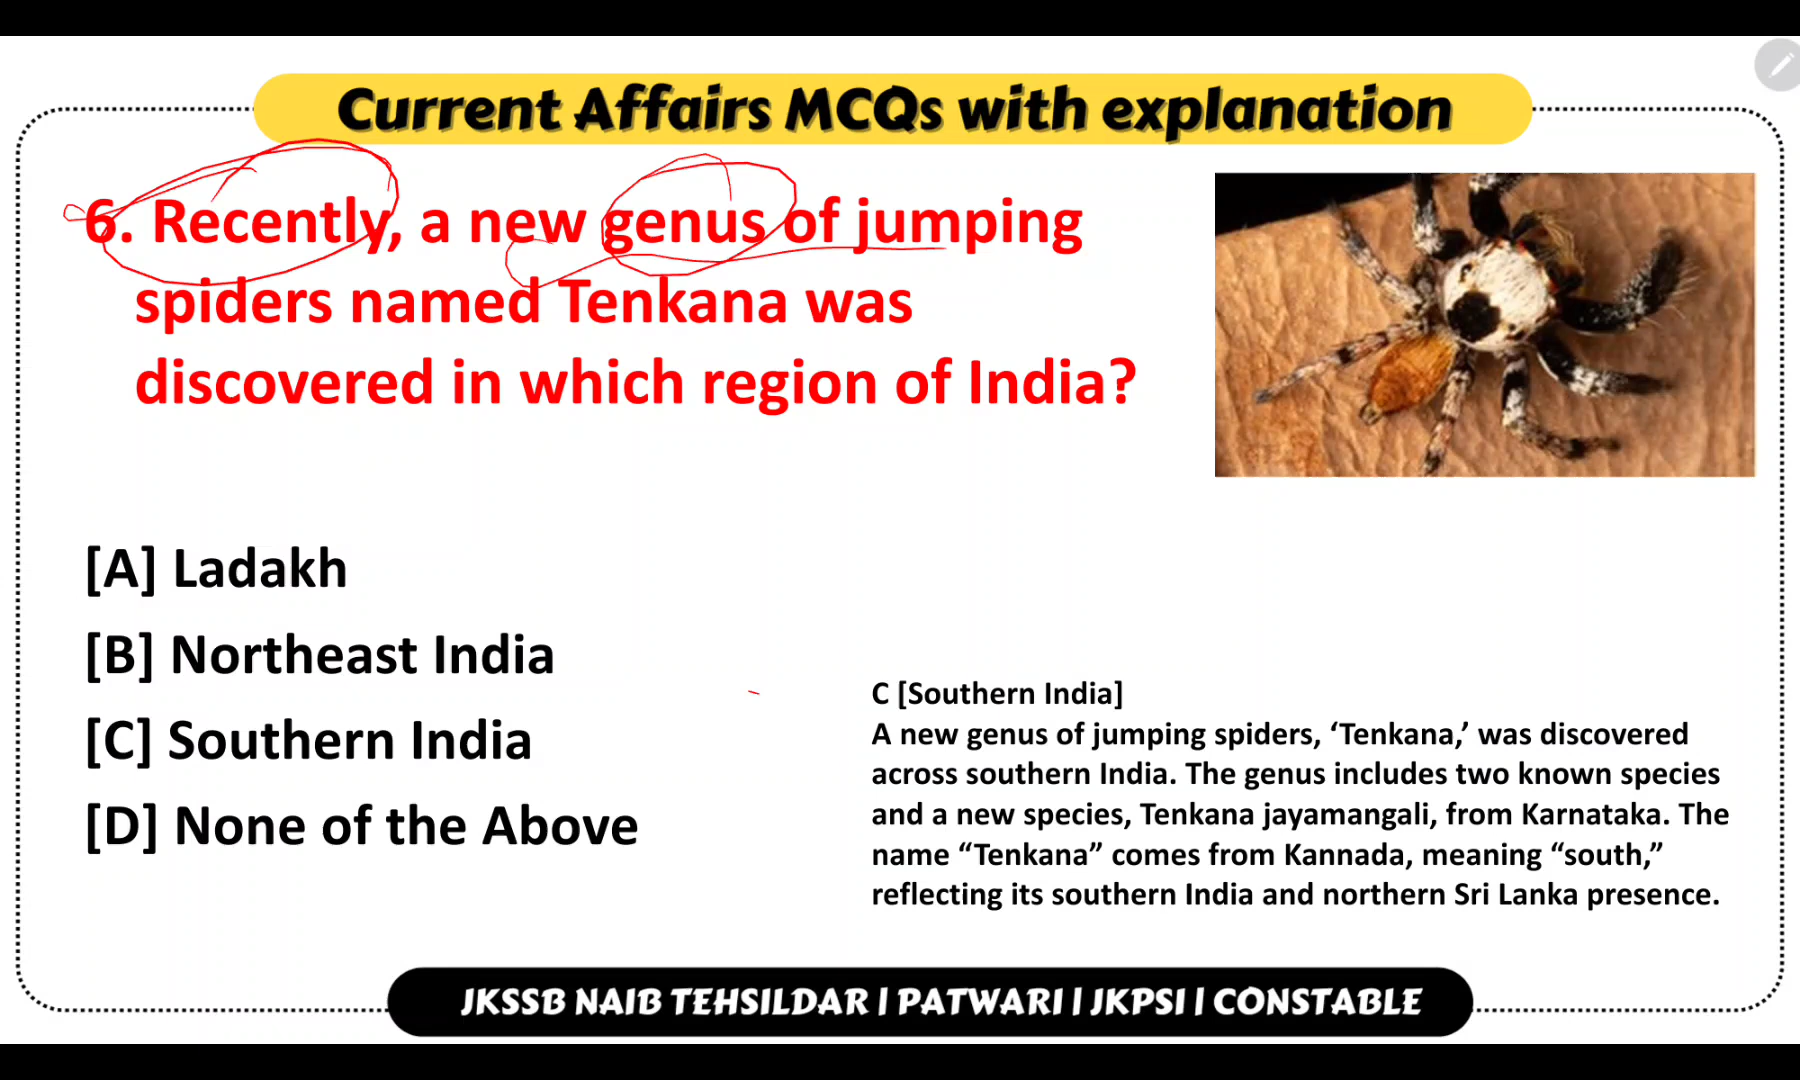 Current Affairs MCQs with explanation
6. Recently, a new genus of jumping
spiders named Tenkana was
discovered in which region of India?
[A] Ladakh
[B] Northeast India
[C] Southern India
[D] None of the Above
C [Southern India]
A new genus of jumping spiders, ‘Tenkana,’ was discovered
across southern India. The genus includes two known species
and a new species, Tenkana jayamangali, from Karnataka. The
name “Tenkana” comes from Kannada, meaning “south,”
reflecting its southern India and northern Sri Lanka presence.
JKSSB NAIB TEHSILDAR | PATWARI | JKPSI | CONSTABLE